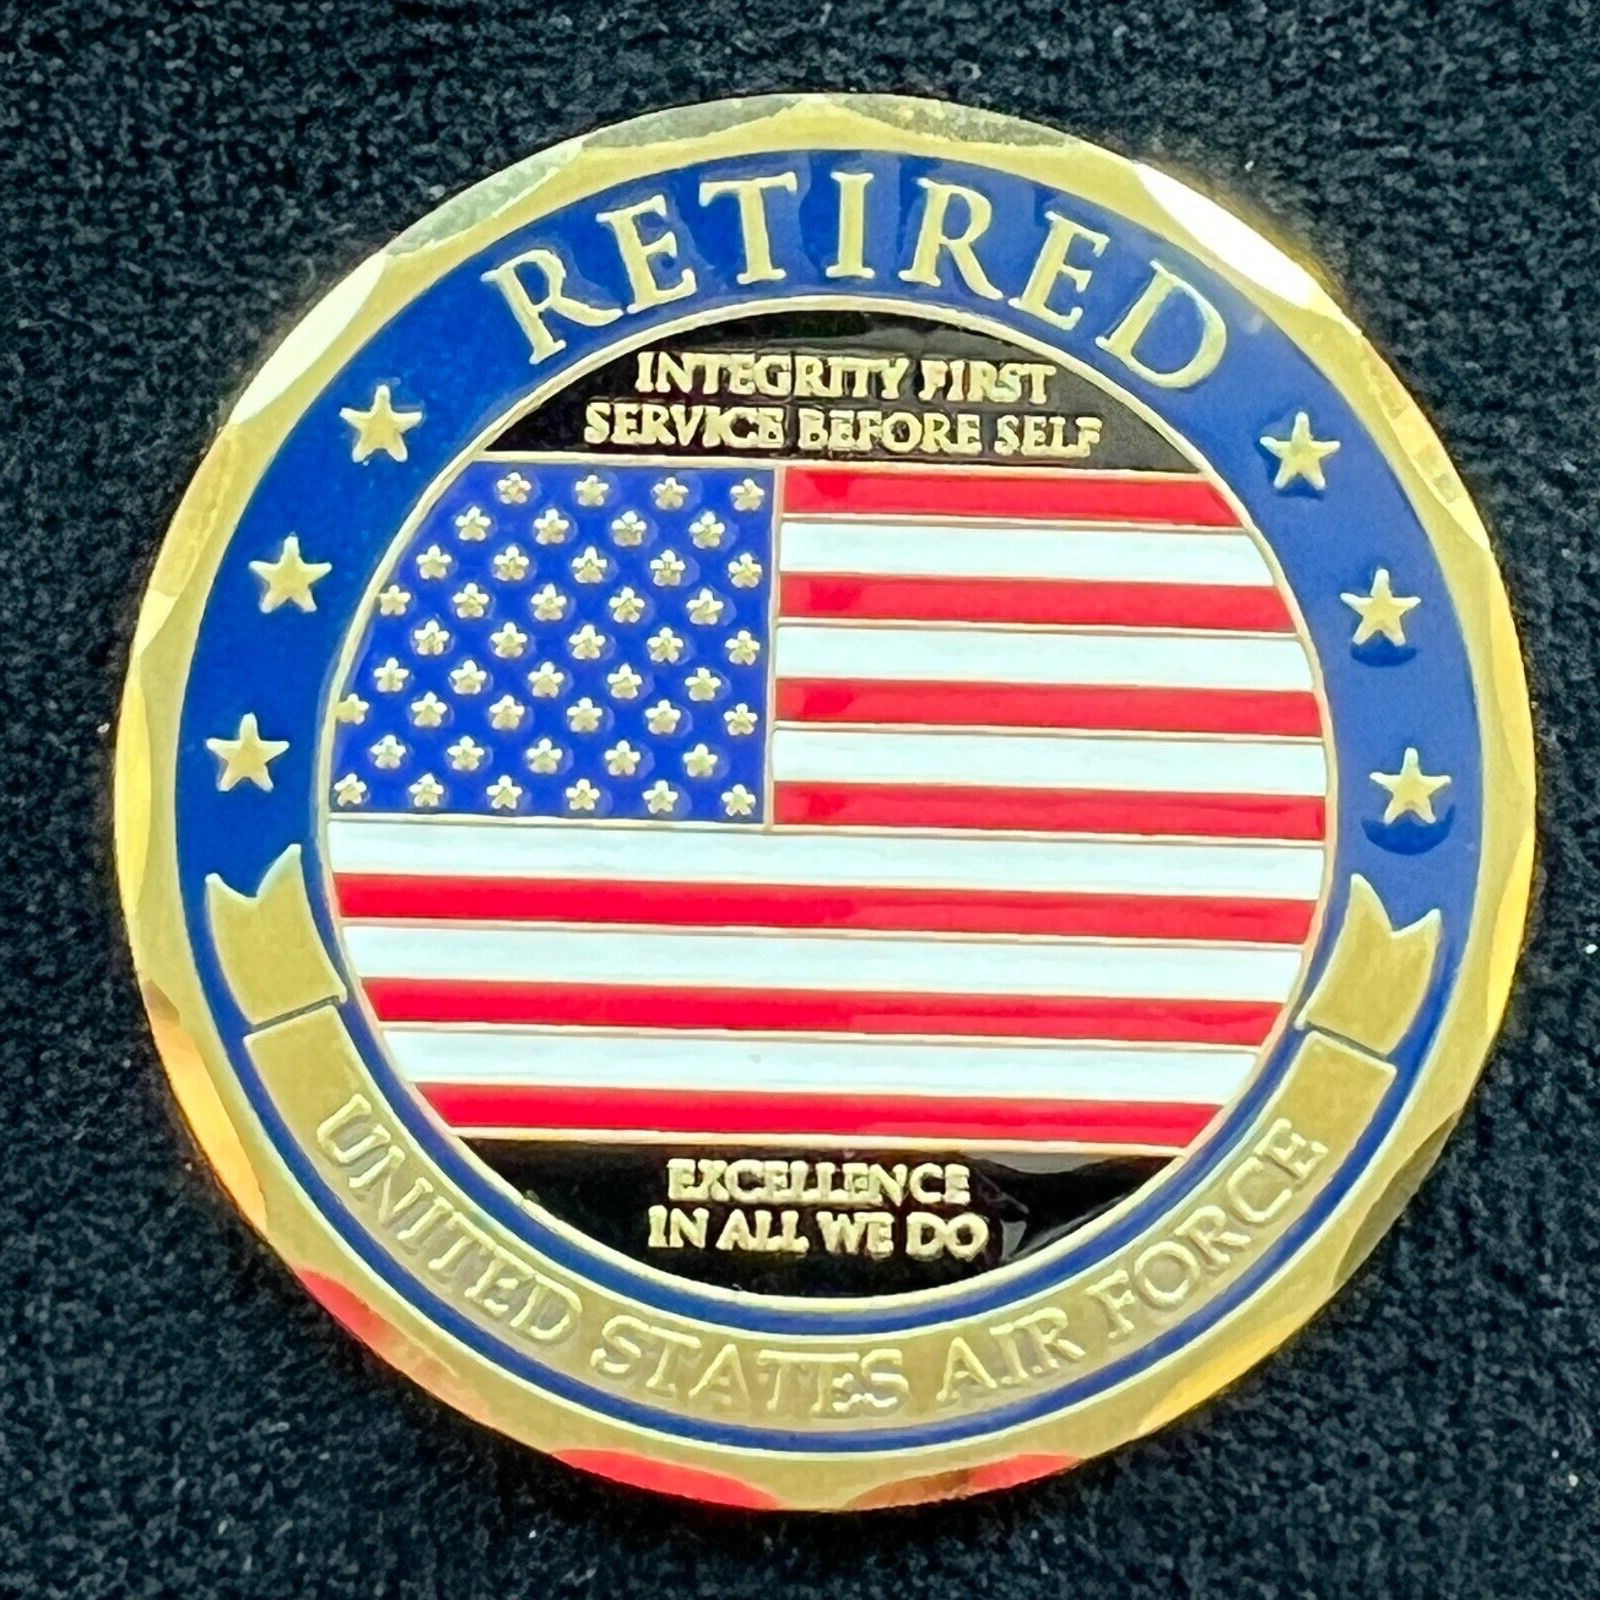 RETIRED
INTEGRITY FIRST
SERVICE BEFORE SELF
EXCELLENCE
IN ALL WE DO
UNITED STATES AIR FORCE